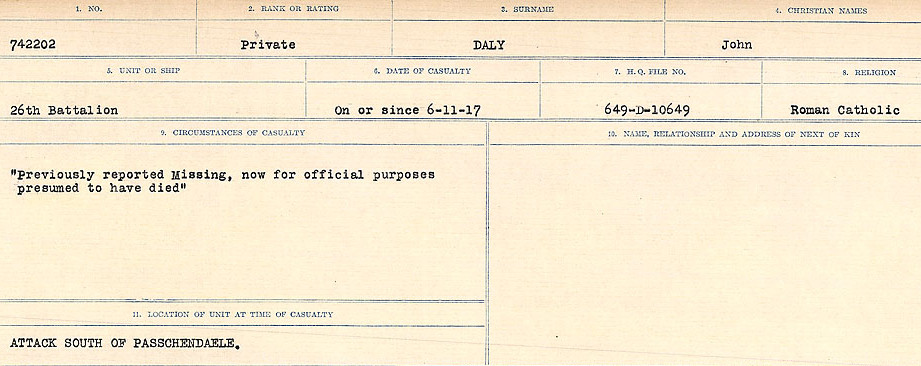 1. NO.
2. RANK OR RATING
3. SURNAME
4. CHRISTIAN NAMES
742202
Private
DALY
John
5. UNIT OR SHIP
6. DATE OF CASUALTY
7. H.Q. FILE NO.
8. RELIGION
26th Battalion
On or since 6-11-17
649-D-10649
Roman Catholic
9. CIRCUMSTANCES OF CASUALTY
10. NAME, RELATIONSHIP AND ADDRESS OF NEXT OF KIN
"Previously reported Missing, now for official purposes
presumed to have died"
11. LOCATION OF UNIT AT TIME OF CASUALTY
ATTACK SOUTH OF PASSCHENDAELE.